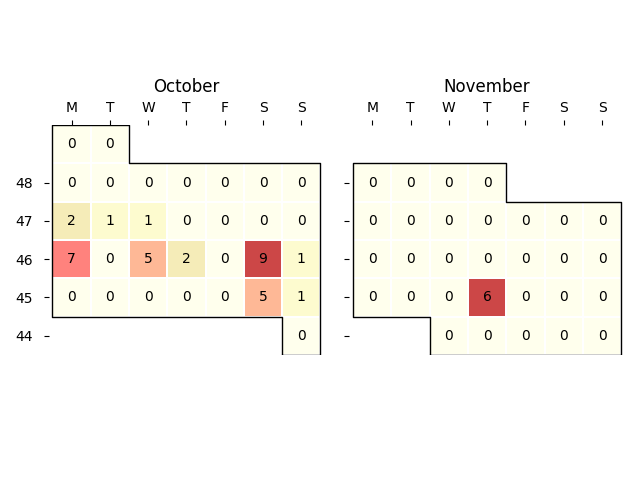 October November
M T W T F S S M T W T F S S
0 0
48 0 0 0 0 0 0 0 0 0 0 0
47 2 1 1 0 0 0 0 0 0 0 0 0 0 0
46 7 0 5 2 0 9 1 0 0 0 0 0 0 0
45 0 0 0 0 0 5 1 0 0 0 6 0 0 0
44 0 0 0 0 0 0